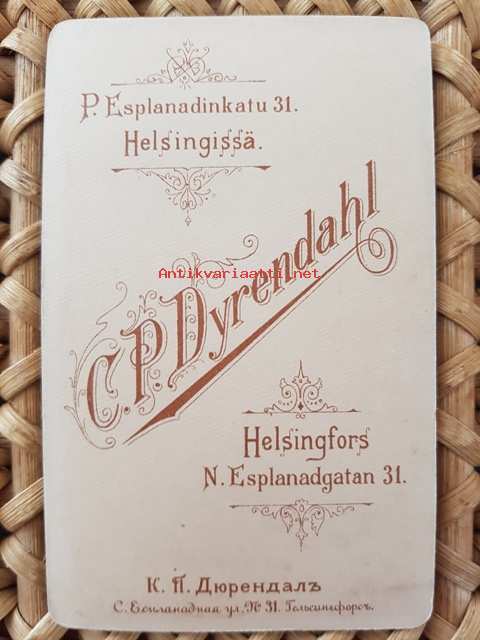 P. Esplanadinkatu 31.
Helsingissä.
Antikvariaatti.net
C.P. Dyrendahl
Helsingfors
N. Esplanadgatan 31.
К. П. Дюрендалъ
С. Эспланадная ул. № 31. Гельсингфорсъ.